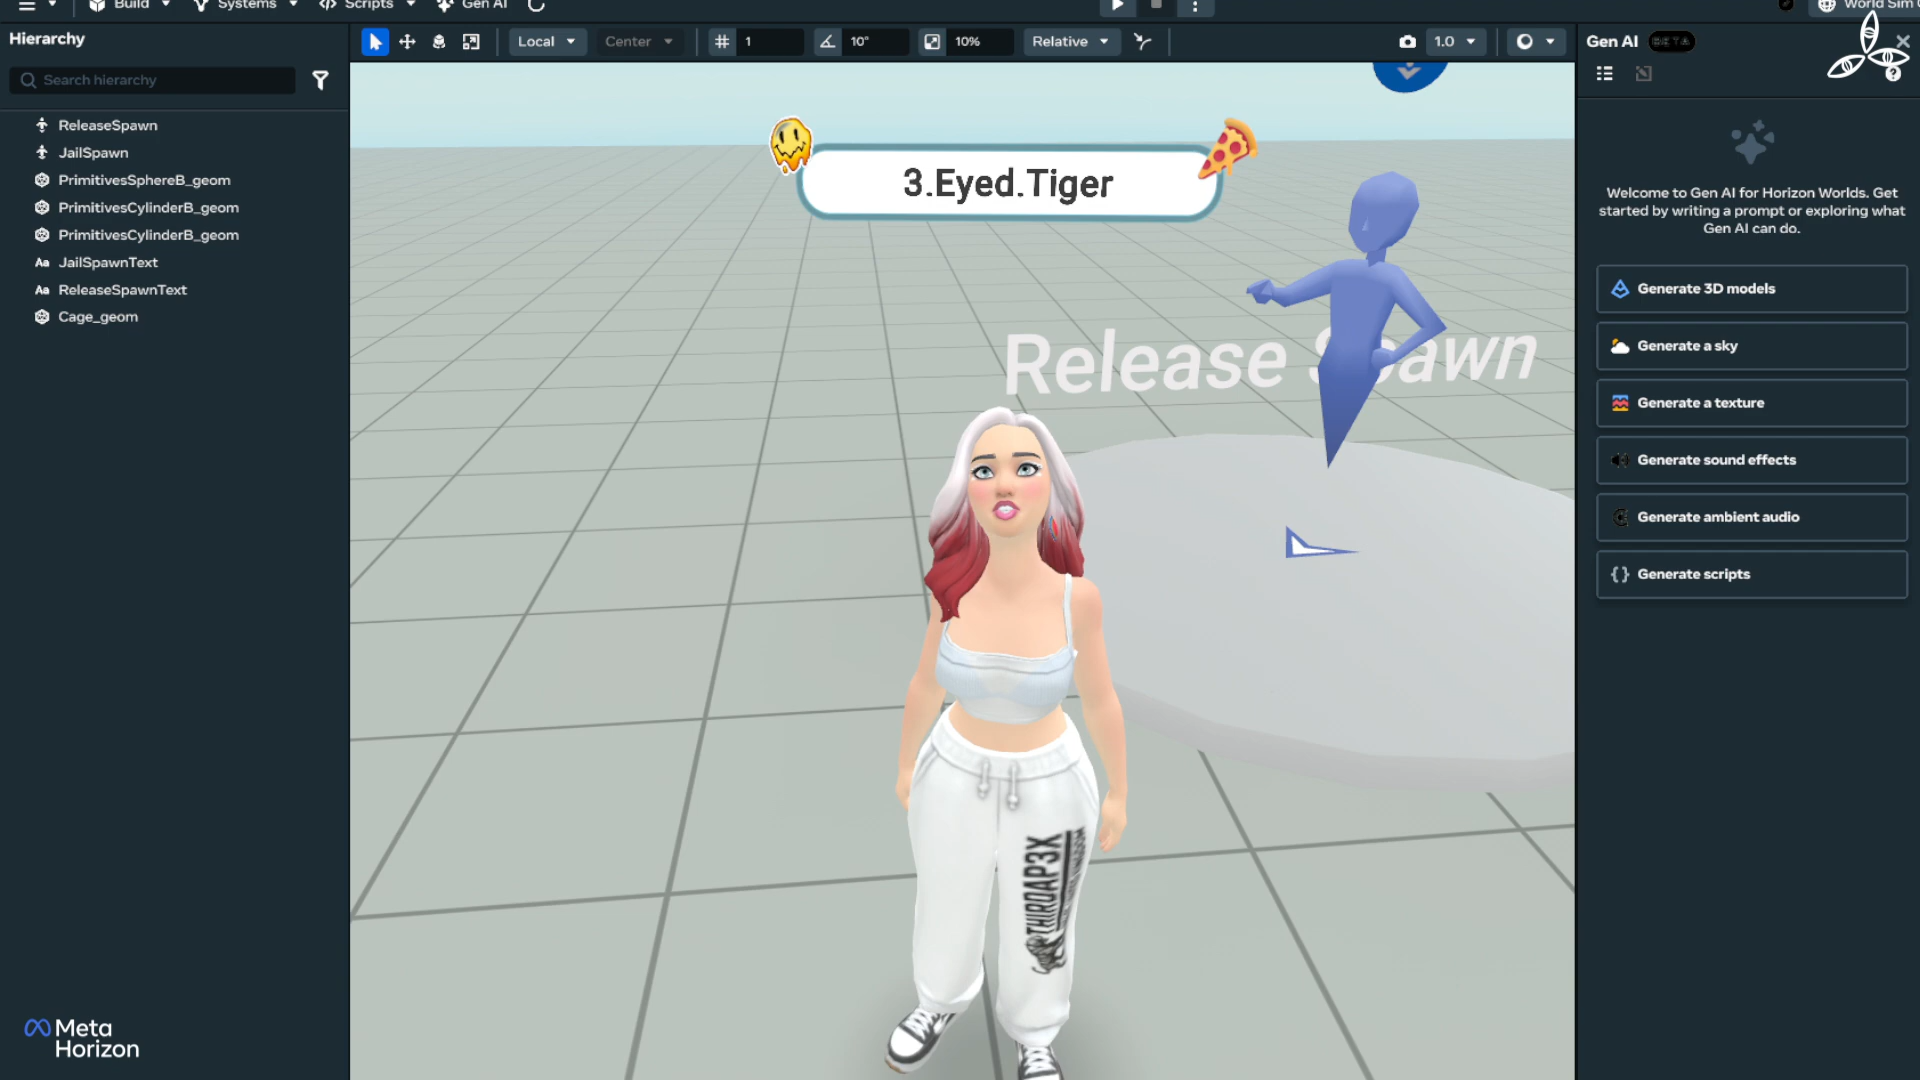 Build
Systems
Scripts
Gen AI
World Sim
Hierarchy
Local
Center
1
10°
10%
Relative
1.0
Gen AI BETA
Search hierarchy
ReleaseSpawn
JailSpawn
PrimitivesSphereB_geom
PrimitivesCylinderB_geom
PrimitivesCylinderB_geom
JailSpawnText
ReleaseSpawnText
Cage_geom
3.Eyed.Tiger
Release Spawn
@THIRDAP3X
Welcome to Gen AI for Horizon Worlds. Get
started by writing a prompt or exploring what
Gen AI can do.
Generate 3D models
Generate a sky
Generate a texture
Generate sound effects
Generate ambient audio
Generate scripts
Meta
Horizon